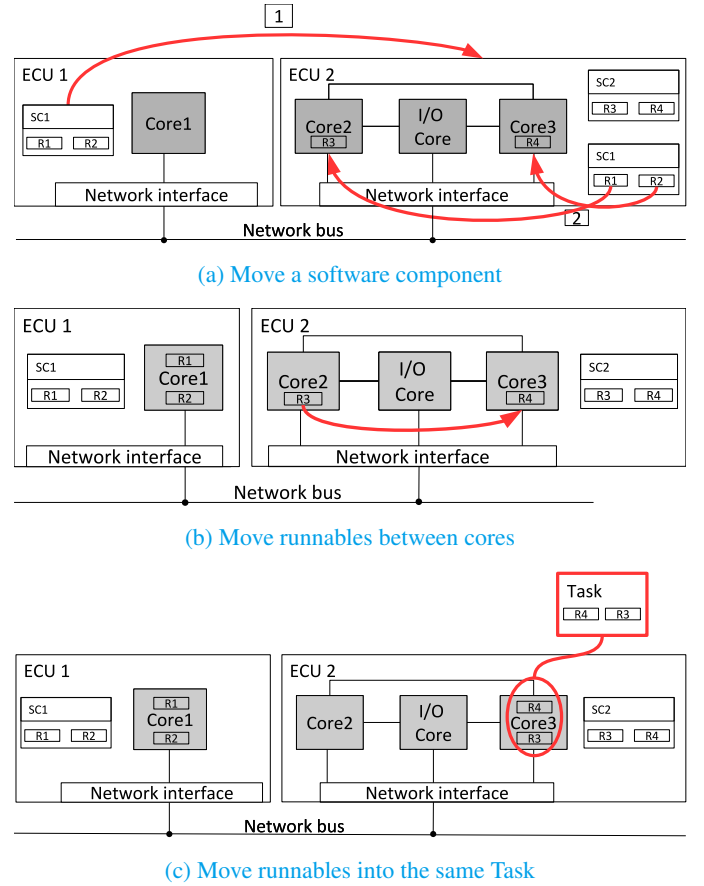 1
ECU 1
ECU 2
SC1
R1 R2
Core1
Core2
R3
I/O
Core
Core3
R4
SC2
R3 R4
SC1
R1 R2
Network interface
Network interface
2
Network bus
(a) Move a software component
ECU 1
ECU 2
SC1
R1 R2
R1
Core1
R2
Core2
R3
I/O
Core
Core3
R4
SC2
R3 R4
Network interface
Network interface
Network bus
(b) Move runnables between cores
Task
R4 R3
ECU 1
ECU 2
SC1
R1 R2
R1
Core1
R2
Core2
I/O
Core
R4
Core3
R3
SC2
R3 R4
Network interface
Network interface
Network bus
(c) Move runnables into the same Task